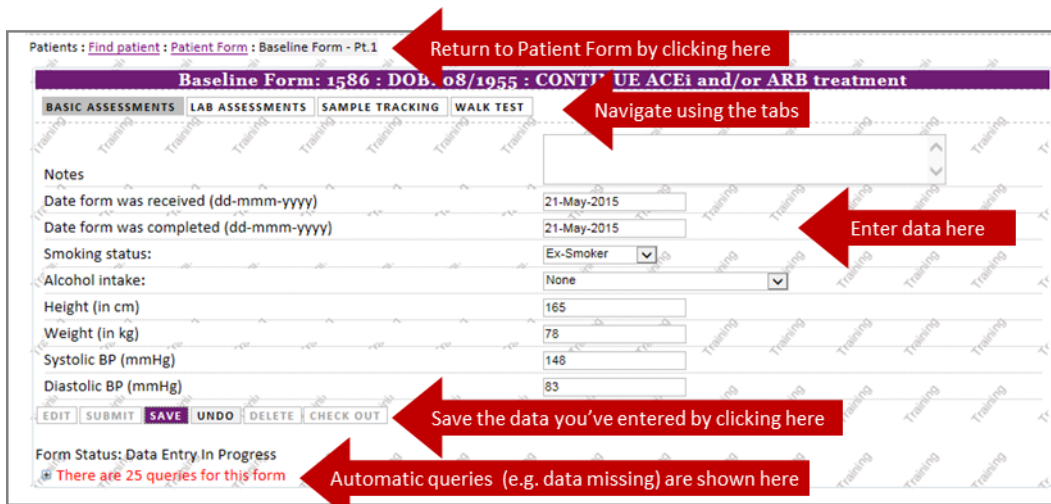 Patients : Find patient : Patient Form : Baseline Form - Pt.1
Return to Patient Form by clicking here
Baseline Form: 1586 : DOB: 08/1955 : CONTINUE ACEi and/or ARB treatment
BASIC ASSESSMENTS LAB ASSESSMENTS SAMPLE TRACKING WALK TEST
Navigate using the tabs
Notes
Date form was received (dd-mmm-yyyy) 21-May-2015
Date form was completed (dd-mmm-yyyy) 21-May-2015
Enter data here
Smoking status: Ex-Smoker
Alcohol intake: None
Height (in cm) 165
Weight (in kg) 78
Systolic BP (mmHg) 148
Diastolic BP (mmHg) 83
EDIT SUBMIT SAVE UNDO DELETE CHECK OUT
Save the data you've entered by clicking here
Form Status: Data Entry In Progress
There are 25 queries for this form
Automatic queries (e.g. data missing) are shown here
Training